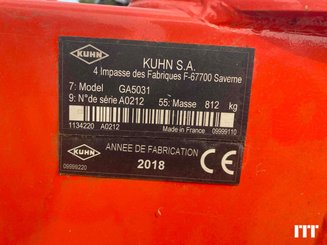 KUHN
KUHN S.A.
4 Impasse des Fabriques F-67700 Saverne
7: Model GA5031
9: N°de série A0212 55: Masse 812 kg
1134220 A0212 Made in France 09999110
KUHN
ANNEE DE FABRICATION
2018
CE
09999220
ITT